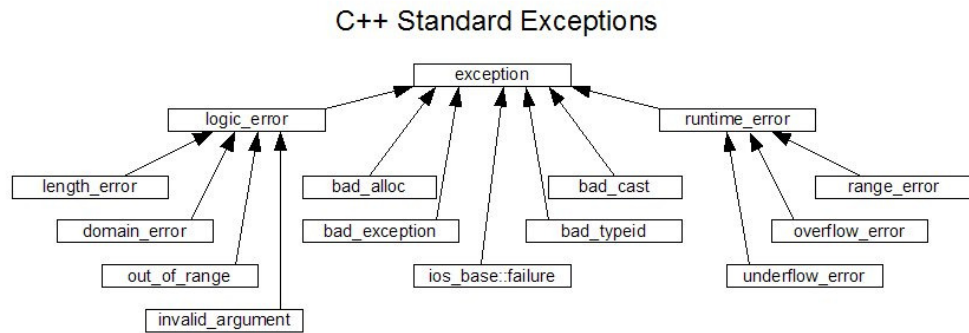 C++ Standard Exceptions
exception
logic_error
runtime_error
length_error
bad_alloc
bad_cast
range_error
domain_error
bad_exception
bad_typeid
overflow_error
out_of_range
ios_base::failure
underflow_error
invalid_argument